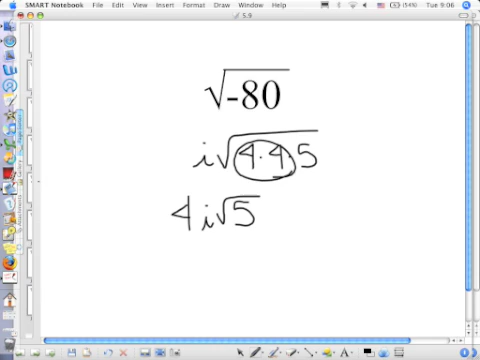 SMART Notebook File Edit View Insert Format Draw Window Help (54%) Tue 9:06
5.9
√-80
i√4·4·5
4i√5